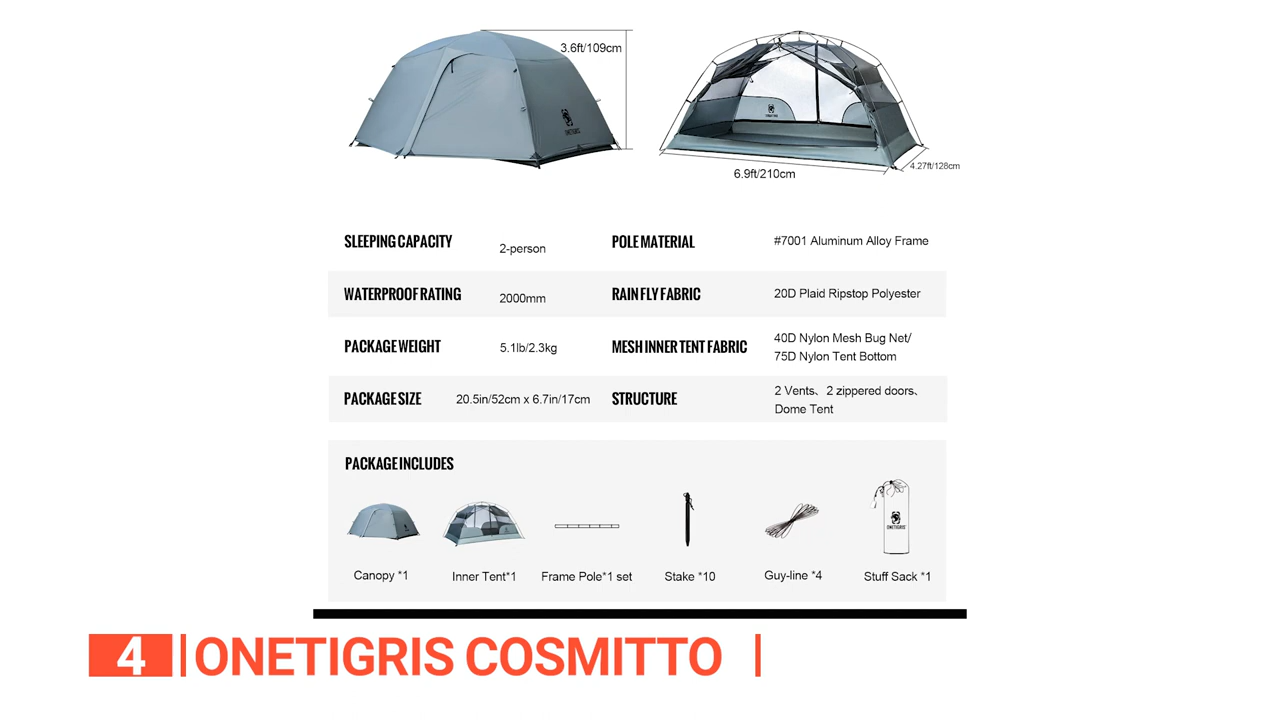 3.6ft/109cm
ONETIGRIS
6.9ft/210cm
4.27ft/128cm
SLEEPING CAPACITY
2-person
POLE MATERIAL
#7001 Aluminum Alloy Frame
WATERPROOF RATING
2000mm
RAIN FLY FABRIC
20D Plaid Ripstop Polyester
PACKAGE WEIGHT
5.1lb/2.3kg
MESH INNER TENT FABRIC
40D Nylon Mesh Bug Net/
75D Nylon Tent Bottom
PACKAGE SIZE
20.5in/52cm x 6.7in/17cm
STRUCTURE
2 Vents、2 zippered doors、
Dome Tent
PACKAGE INCLUDES
ONETIGRIS
Canopy *1
Inner Tent*1
Frame Pole*1 set
Stake *10
Guy-line *4
Stuff Sack *1
4
ONETIGRIS COSMITTO